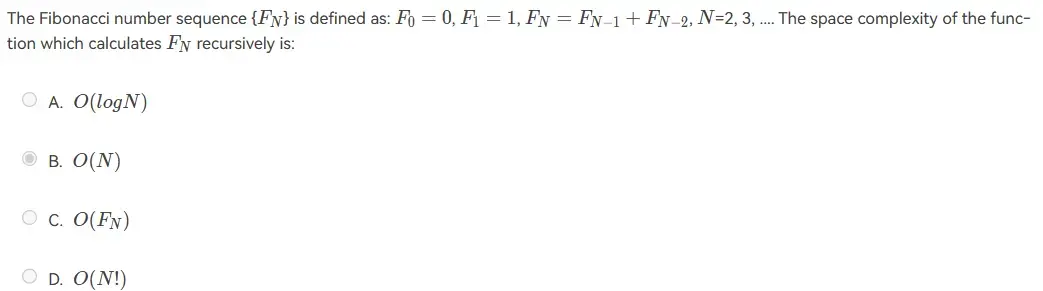 The Fibonacci number sequence {F_N} is defined as: F_0 = 0, F_1 = 1, F_N = F_{N-1} + F_{N-2}, N=2, 3, .... The space complexity of the func-
tion which calculates F_N recursively is:
A. O(logN)
B. O(N)
C. O(F_N)
D. O(N!)